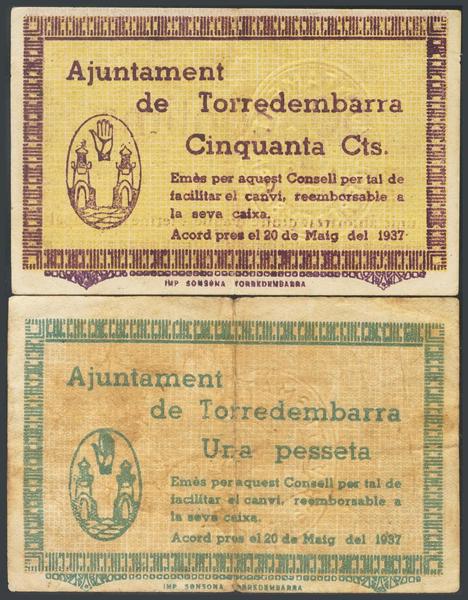 Ajuntament
de Torredembarra
Cinquanta Cts.
Emès per aquest Consell per tal de
facilitar el canvi, reemborsable a
la seva caixa.
Acord pres el 20 de Maig del 1937
IMP SONSONA TORREDEMBARRA
Ajuntament
de Torredembarra
Una pesseta
Emès per aquest Consell per tal de
facilitar el canvi, reemborsable a
la seva caixa.
Acord pres el 20 de Maig del 1937
IMP SONSONA TORREDEMBARRA